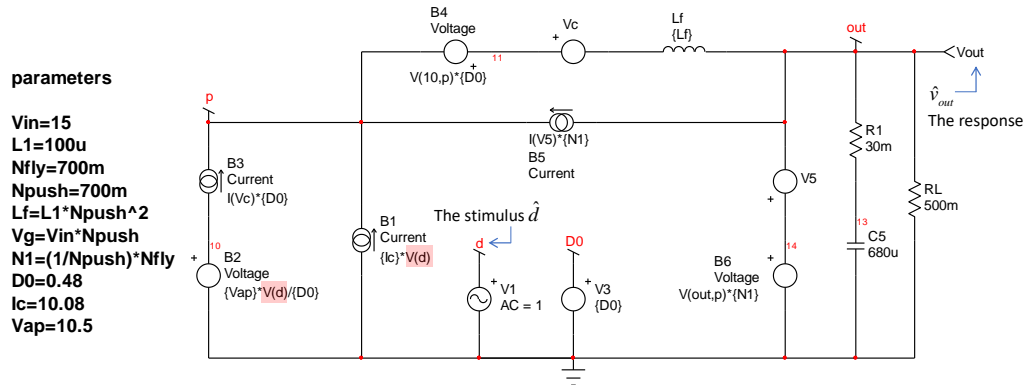 parameters
Vin=15
L1=100u
Nfly=700m
Npush=700m
Lf=L1*Npush^2
Vg=Vin*Npush
N1=(1/Npush)*Nfly
D0=0.48
Ic=10.08
Vap=10.5
p
B3
Current
I(Vc)*{D0}
10
B2
Voltage
{Vap}*V(d)/{D0}
B4
Voltage
V(10,p)*{D0}
11
Vc
Lf
{Lf}
I(V5)*{N1}
B5
Current
B1
Current
{Ic}*V(d)
The stimulus d̂
d
V1
AC = 1
D0
V3
{D0}
V5
14
B6
Voltage
V(out,p)*{N1}
out
R1
30m
13
C5
680u
RL
500m
Vout
v̂out
The response